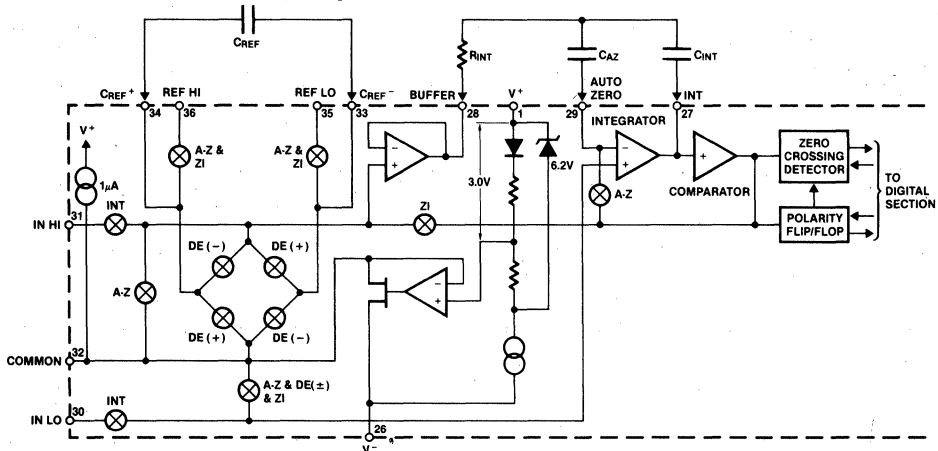 CREF
RINT
CAZ
CINT
CREF+
REF HI
REF LO
CREF-
BUFFER
V+
AUTO
ZERO
INT
34
36
35
33
28
1
29
27
V+
1μA
A-Z &
ZI
A-Z &
ZI
3.0V
6.2V
INTEGRATOR
COMPARATOR
A-Z
ZERO
CROSSING
DETECTOR
POLARITY
FLIP/FLOP
TO
DIGITAL
SECTION
IN HI
31
INT
ZI
DE (-)
DE (+)
A-Z
DE (+)
DE (-)
COMMON
32
A-Z & DE(±)
& ZI
IN LO
30
INT
26
V-